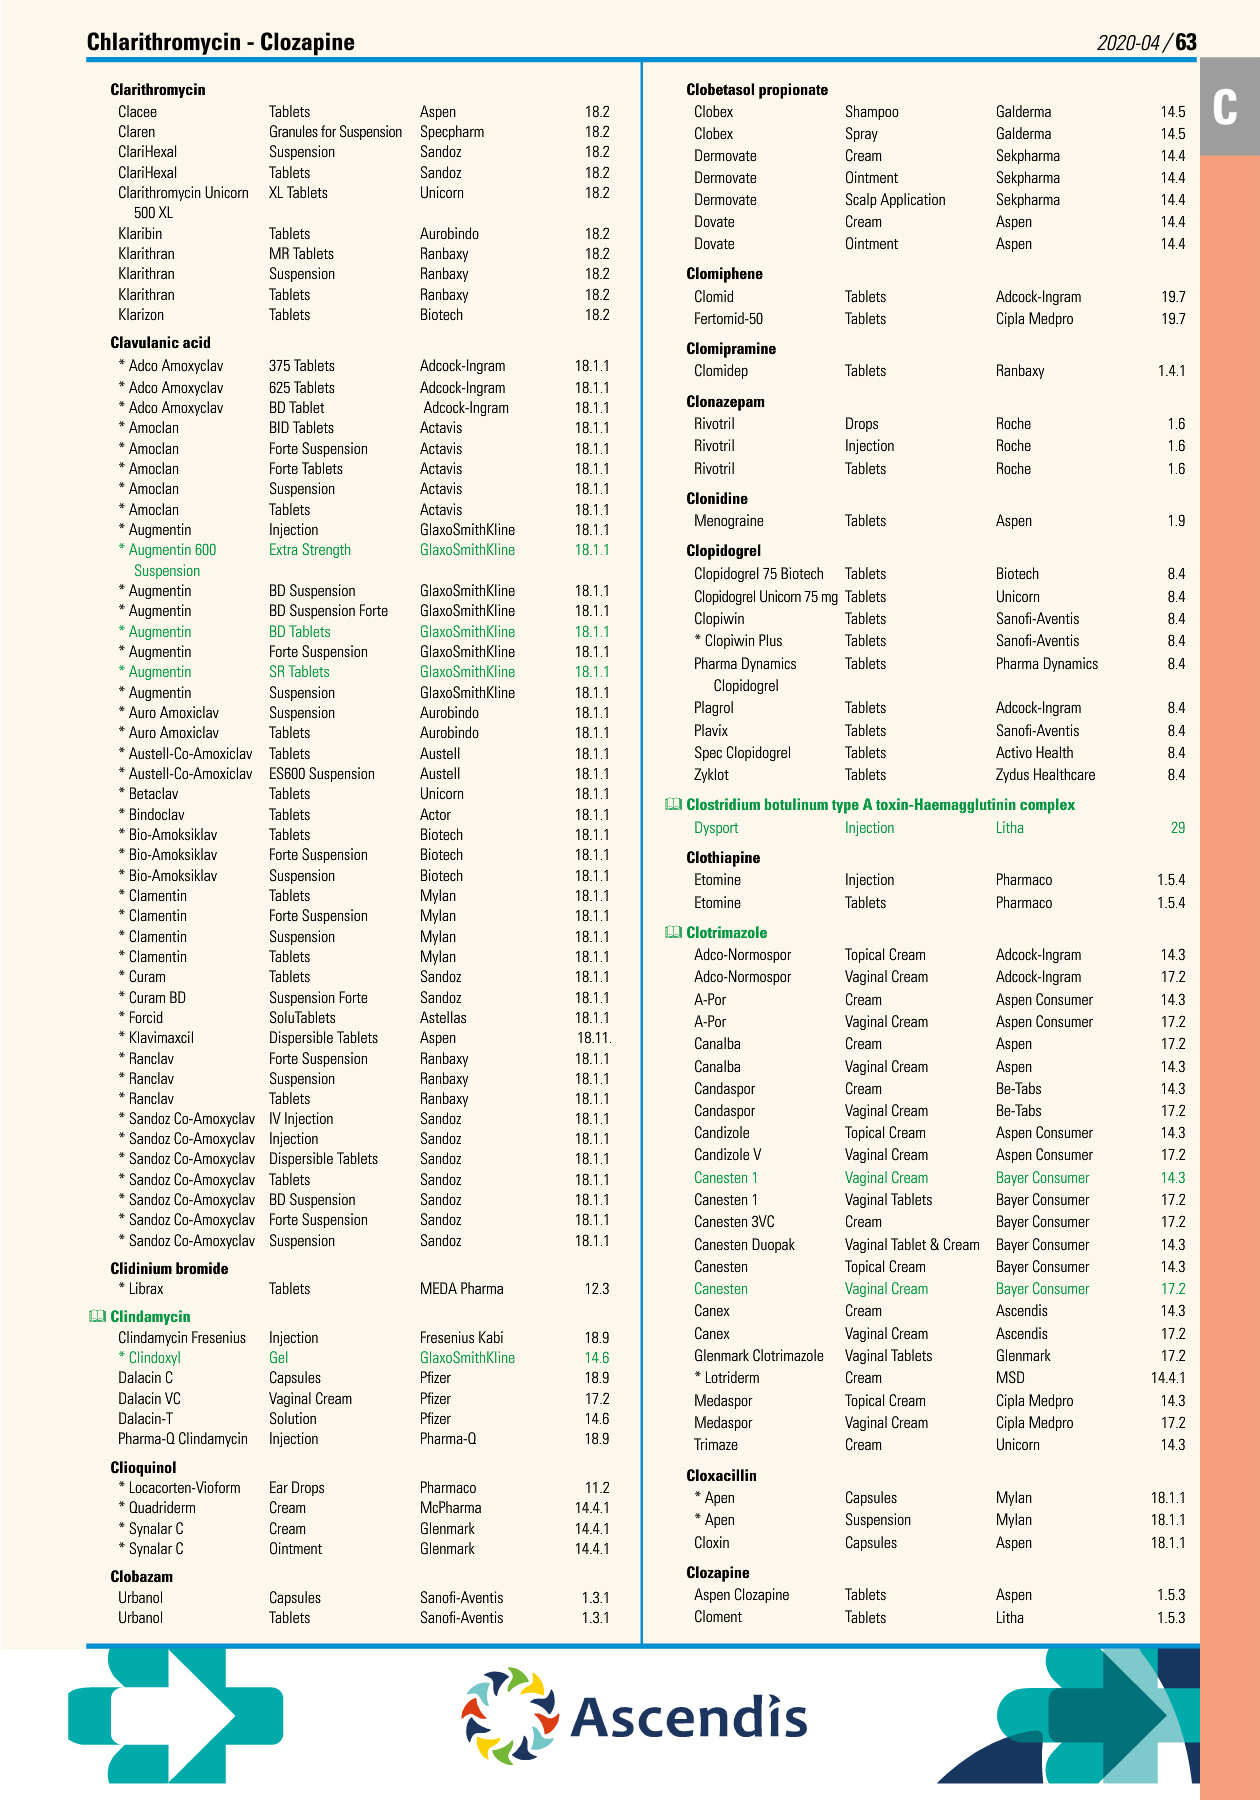 Chlarithromycin - Clozapine
2020-04 / 63
C
Clarithromycin
Clacee Tablets Aspen 18.2
Claren Granules for Suspension Specpharm 18.2
ClariHexal Suspension Sandoz 18.2
ClariHexal Tablets Sandoz 18.2
Clarithromycin Unicorn XL Tablets Unicorn 18.2
500 XL
Klaribin Tablets Aurobindo 18.2
Klarithran MR Tablets Ranbaxy 18.2
Klarithran Suspension Ranbaxy 18.2
Klarithran Tablets Ranbaxy 18.2
Klarizon Tablets Biotech 18.2
Clavulanic acid
* Adco Amoxyclav 375 Tablets Adcock-Ingram 18.1.1
* Adco Amoxyclav 625 Tablets Adcock-Ingram 18.1.1
* Adco Amoxyclav BD Tablet Adcock-Ingram 18.1.1
* Amoclan BID Tablets Actavis 18.1.1
* Amoclan Forte Suspension Actavis 18.1.1
* Amoclan Forte Tablets Actavis 18.1.1
* Amoclan Suspension Actavis 18.1.1
* Amoclan Tablets Actavis 18.1.1
* Augmentin Injection GlaxoSmithKline 18.1.1
* Augmentin 600 Extra Strength GlaxoSmithKline 18.1.1
Suspension
* Augmentin BD Suspension GlaxoSmithKline 18.1.1
* Augmentin BD Suspension Forte GlaxoSmithKline 18.1.1
* Augmentin BD Tablets GlaxoSmithKline 18.1.1
* Augmentin Forte Suspension GlaxoSmithKline 18.1.1
* Augmentin SR Tablets GlaxoSmithKline 18.1.1
* Augmentin Suspension GlaxoSmithKline 18.1.1
* Auro Amoxiclav Suspension Aurobindo 18.1.1
* Auro Amoxiclav Tablets Aurobindo 18.1.1
* Austell-Co-Amoxiclav Tablets Austell 18.1.1
* Austell-Co-Amoxiclav ES600 Suspension Austell 18.1.1
* Betaclav Tablets Unicorn 18.1.1
* Bindoclav Tablets Actor 18.1.1
* Bio-Amoksiklav Tablets Biotech 18.1.1
* Bio-Amoksiklav Forte Suspension Biotech 18.1.1
* Bio-Amoksiklav Suspension Biotech 18.1.1
* Clamentin Tablets Mylan 18.1.1
* Clamentin Forte Suspension Mylan 18.1.1
* Clamentin Suspension Mylan 18.1.1
* Clamentin Tablets Mylan 18.1.1
* Curam Tablets Sandoz 18.1.1
* Curam BD Suspension Forte Sandoz 18.1.1
* Forcid SoluTablets Astellas 18.1.1
* Klavimaxcil Dispersible Tablets Aspen 18.11.
* Ranclav Forte Suspension Ranbaxy 18.1.1
* Ranclav Suspension Ranbaxy 18.1.1
* Ranclav Tablets Ranbaxy 18.1.1
* Sandoz Co-Amoxyclav IV Injection Sandoz 18.1.1
* Sandoz Co-Amoxyclav Injection Sandoz 18.1.1
* Sandoz Co-Amoxyclav Dispersible Tablets Sandoz 18.1.1
* Sandoz Co-Amoxyclav Tablets Sandoz 18.1.1
* Sandoz Co-Amoxyclav BD Suspension Sandoz 18.1.1
* Sandoz Co-Amoxyclav Forte Suspension Sandoz 18.1.1
* Sandoz Co-Amoxyclav Suspension Sandoz 18.1.1
Clidinium bromide
* Librax Tablets MEDA Pharma 12.3
Clindamycin
Clindamycin Fresenius Injection Fresenius Kabi 18.9
* Clindoxyl Gel GlaxoSmithKline 14.6
Dalacin C Capsules Pfizer 18.9
Dalacin VC Vaginal Cream Pfizer 17.2
Dalacin-T Solution Pfizer 14.6
Pharma-Q Clindamycin Injection Pharma-Q 18.9
Clioquinol
* Locacorten-Vioform Ear Drops Pharmaco 11.2
* Quadriderm Cream McPharma 14.4.1
* Synalar C Cream Glenmark 14.4.1
* Synalar C Ointment Glenmark 14.4.1
Clobazam
Urbanol Capsules Sanofi-Aventis 1.3.1
Urbanol Tablets Sanofi-Aventis 1.3.1
Clobetasol propionate
Clobex Shampoo Galderma 14.5
Clobex Spray Galderma 14.5
Dermovate Cream Sekpharma 14.4
Dermovate Ointment Sekpharma 14.4
Dermovate Scalp Application Sekpharma 14.4
Dovate Cream Aspen 14.4
Dovate Ointment Aspen 14.4
Clomiphene
Clomid Tablets Adcock-Ingram 19.7
Fertomid-50 Tablets Cipla Medpro 19.7
Clomipramine
Clomidep Tablets Ranbaxy 1.4.1
Clonazepam
Rivotril Drops Roche 1.6
Rivotril Injection Roche 1.6
Rivotril Tablets Roche 1.6
Clonidine
Menograine Tablets Aspen 1.9
Clopidogrel
Clopidogrel 75 Biotech Tablets Biotech 8.4
Clopidogrel Unicorn 75 mg Tablets Unicorn 8.4
Clopiwin Tablets Sanofi-Aventis 8.4
* Clopiwin Plus Tablets Sanofi-Aventis 8.4
Pharma Dynamics Tablets Pharma Dynamics 8.4
Clopidogrel
Plagrol Tablets Adcock-Ingram 8.4
Plavix Tablets Sanofi-Aventis 8.4
Spec Clopidogrel Tablets Activo Health 8.4
Zyklot Tablets Zydus Healthcare 8.4
Clostridium botulinum type A toxin-Haemagglutinin complex
Dysport Injection Litha 29
Clothiapine
Etomine Injection Pharmaco 1.5.4
Etomine Tablets Pharmaco 1.5.4
Clotrimazole
Adco-Normospor Topical Cream Adcock-Ingram 14.3
Adco-Normospor Vaginal Cream Adcock-Ingram 17.2
A-Por Cream Aspen Consumer 14.3
A-Por Vaginal Cream Aspen Consumer 17.2
Canalba Cream Aspen 17.2
Canalba Vaginal Cream Aspen 14.3
Candaspor Cream Be-Tabs 14.3
Candaspor Vaginal Cream Be-Tabs 17.2
Candizole Topical Cream Aspen Consumer 14.3
Candizole V Vaginal Cream Aspen Consumer 17.2
Canesten 1 Vaginal Cream Bayer Consumer 14.3
Canesten 1 Vaginal Tablets Bayer Consumer 17.2
Canesten 3VC Cream Bayer Consumer 17.2
Canesten Duopak Vaginal Tablet & Cream Bayer Consumer 14.3
Canesten Topical Cream Bayer Consumer 14.3
Canesten Vaginal Cream Bayer Consumer 17.2
Canex Cream Ascendis 14.3
Canex Vaginal Cream Ascendis 17.2
Glenmark Clotrimazole Vaginal Tablets Glenmark 17.2
* Lotriderm Cream MSD 14.4.1
Medaspor Topical Cream Cipla Medpro 14.3
Medaspor Vaginal Cream Cipla Medpro 17.2
Trimaze Cream Unicorn 14.3
Cloxacillin
* Apen Capsules Mylan 18.1.1
* Apen Suspension Mylan 18.1.1
Cloxin Capsules Aspen 18.1.1
Clozapine
Aspen Clozapine Tablets Aspen 1.5.3
Cloment Tablets Litha 1.5.3
Ascendis